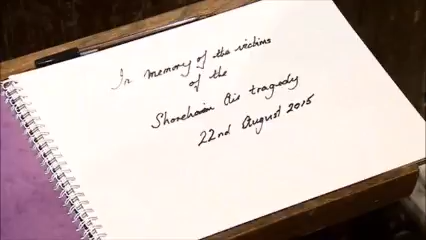 In memory of the victims
of the
Shoreham Air tragedy
22nd August 2015